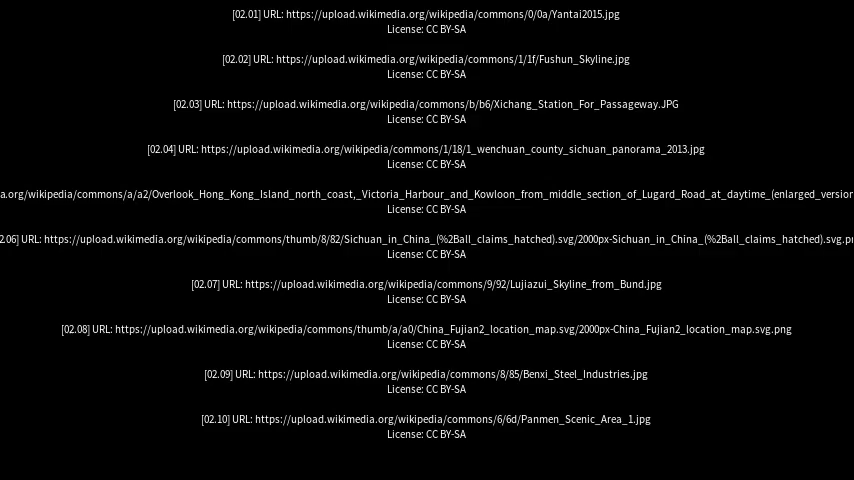 [02.01] URL: https://upload.wikimedia.org/wikipedia/commons/0/0a/Yantai2015.jpg
License: CC BY-SA
[02.02] URL: https://upload.wikimedia.org/wikipedia/commons/1/1f/Fushun_Skyline.jpg
License: CC BY-SA
[02.03] URL: https://upload.wikimedia.org/wikipedia/commons/b/b6/Xichang_Station_For_Passageway.JPG
License: CC BY-SA
[02.04] URL: https://upload.wikimedia.org/wikipedia/commons/1/18/1_wenchuan_county_sichuan_panorama_2013.jpg
License: CC BY-SA
a.org/wikipedia/commons/a/a2/Overlook_Hong_Kong_Island_north_coast,_Victoria_Harbour_and_Kowloon_from_middle_section_of_Lugard_Road_at_daytime_(enlarged_version
License: CC BY-SA
2.06] URL: https://upload.wikimedia.org/wikipedia/commons/thumb/8/82/Sichuan_in_China_(%2Ball_claims_hatched).svg/2000px-Sichuan_in_China_(%2Ball_claims_hatched).svg.pn
License: CC BY-SA
[02.07] URL: https://upload.wikimedia.org/wikipedia/commons/9/92/Lujiazui_Skyline_from_Bund.jpg
License: CC BY-SA
[02.08] URL: https://upload.wikimedia.org/wikipedia/commons/thumb/a/a0/China_Fujian2_location_map.svg/2000px-China_Fujian2_location_map.svg.png
License: CC BY-SA
[02.09] URL: https://upload.wikimedia.org/wikipedia/commons/8/85/Benxi_Steel_Industries.jpg
License: CC BY-SA
[02.10] URL: https://upload.wikimedia.org/wikipedia/commons/6/6d/Panmen_Scenic_Area_1.jpg
License: CC BY-SA